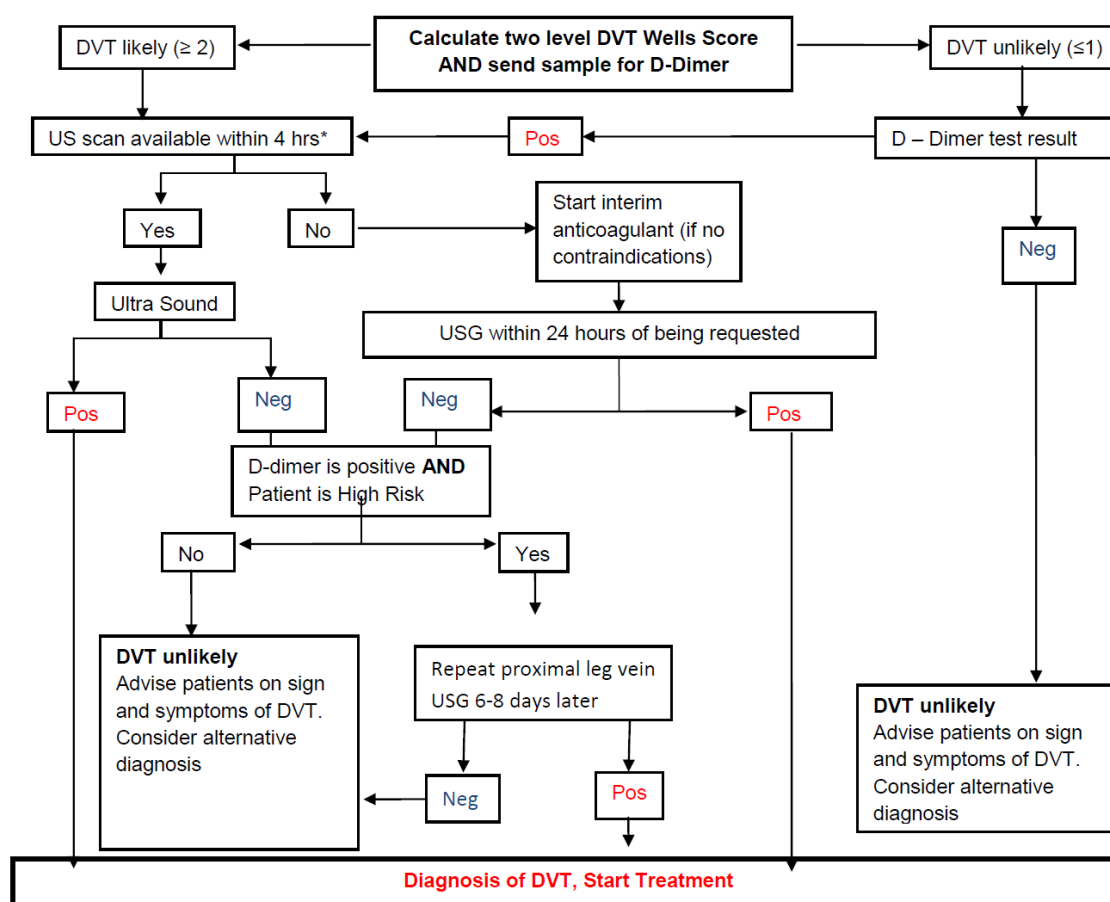 Calculate two level DVT Wells Score
AND send sample for D-Dimer
DVT likely (≥ 2)
DVT unlikely (≤1)
US scan available within 4 hrs*
Pos
D – Dimer test result
Yes
No
Start interim
anticoagulant (if no
contraindications)
Neg
Ultra Sound
USG within 24 hours of being requested
Pos
Neg
Neg
Pos
D-dimer is positive AND
Patient is High Risk
No
Yes
DVT unlikely
Advise patients on sign
and symptoms of DVT.
Consider alternative
diagnosis
Repeat proximal leg vein
USG 6-8 days later
Neg
Pos
DVT unlikely
Advise patients on sign
and symptoms of DVT.
Consider alternative
diagnosis
Diagnosis of DVT, Start Treatment